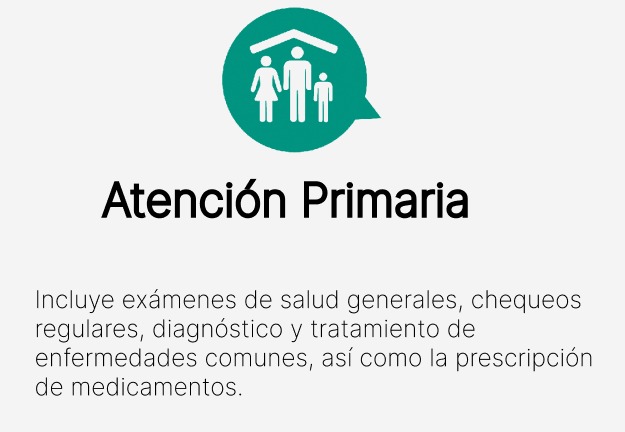 Atención Primaria
Incluye exámenes de salud generales, chequeos
regulares, diagnóstico y tratamiento de
enfermedades comunes, así como la prescripción
de medicamentos.